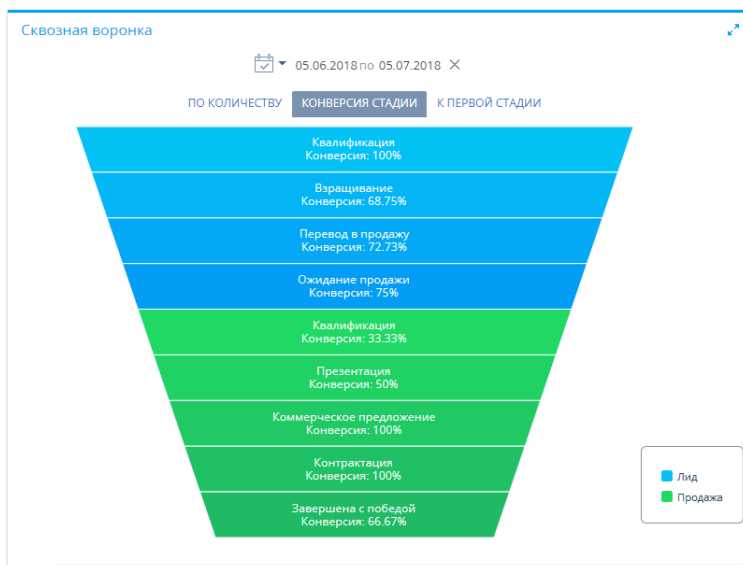 Сквозная воронка
05.06.2018 по 05.07.2018
ПО КОЛИЧЕСТВУ КОНВЕРСИЯ СТАДИИ К ПЕРВОЙ СТАДИИ
Квалификация
Конверсия: 100%
Взращивание
Конверсия: 68.75%
Перевод в продажу
Конверсия: 72.73%
Ожидание продажи
Конверсия: 75%
Квалификация
Конверсия: 33.33%
Презентация
Конверсия: 50%
Коммерческое предложение
Конверсия: 100%
Контрактация
Конверсия: 100%
Завершена с победой
Конверсия: 66.67%
Лид
Продажа